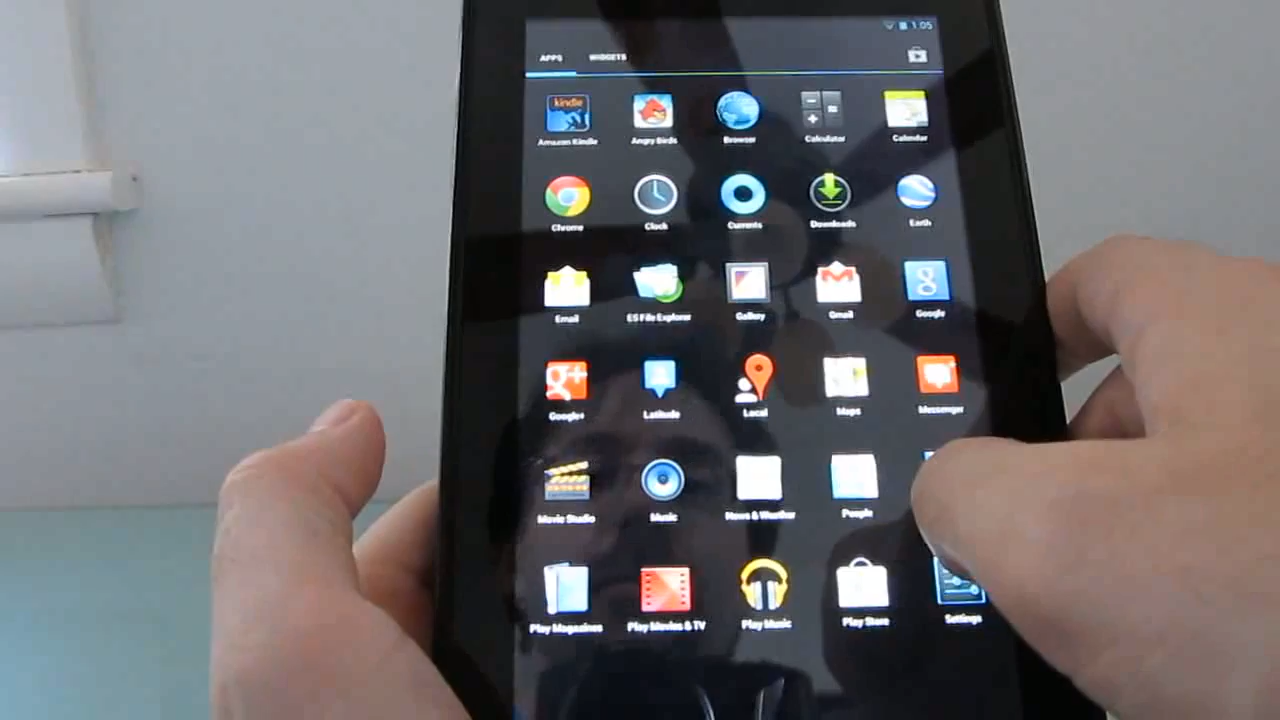 1:05
APPS WIDGETS
kindle
Amazon Kindle Angry Birds Browser Calculator Calendar
Chrome Clock Currents Downloads Earth
Email ES File Explorer Gallery Gmail Google
g+
Google+ Latitude Local Maps Messenger
Movie Studio Music News & Weather People
Play Magazines Play Movies & TV Play Music Play Store Settings